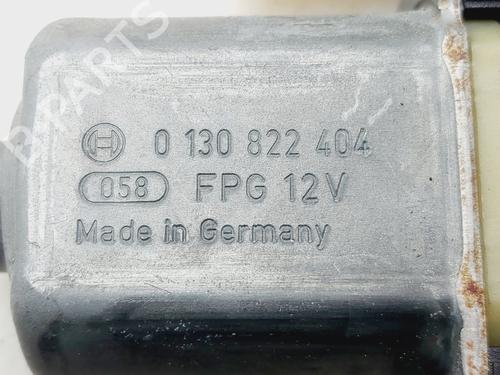 B-PARTS
0 130 822 404
058 FPG 12V
Made in Germany